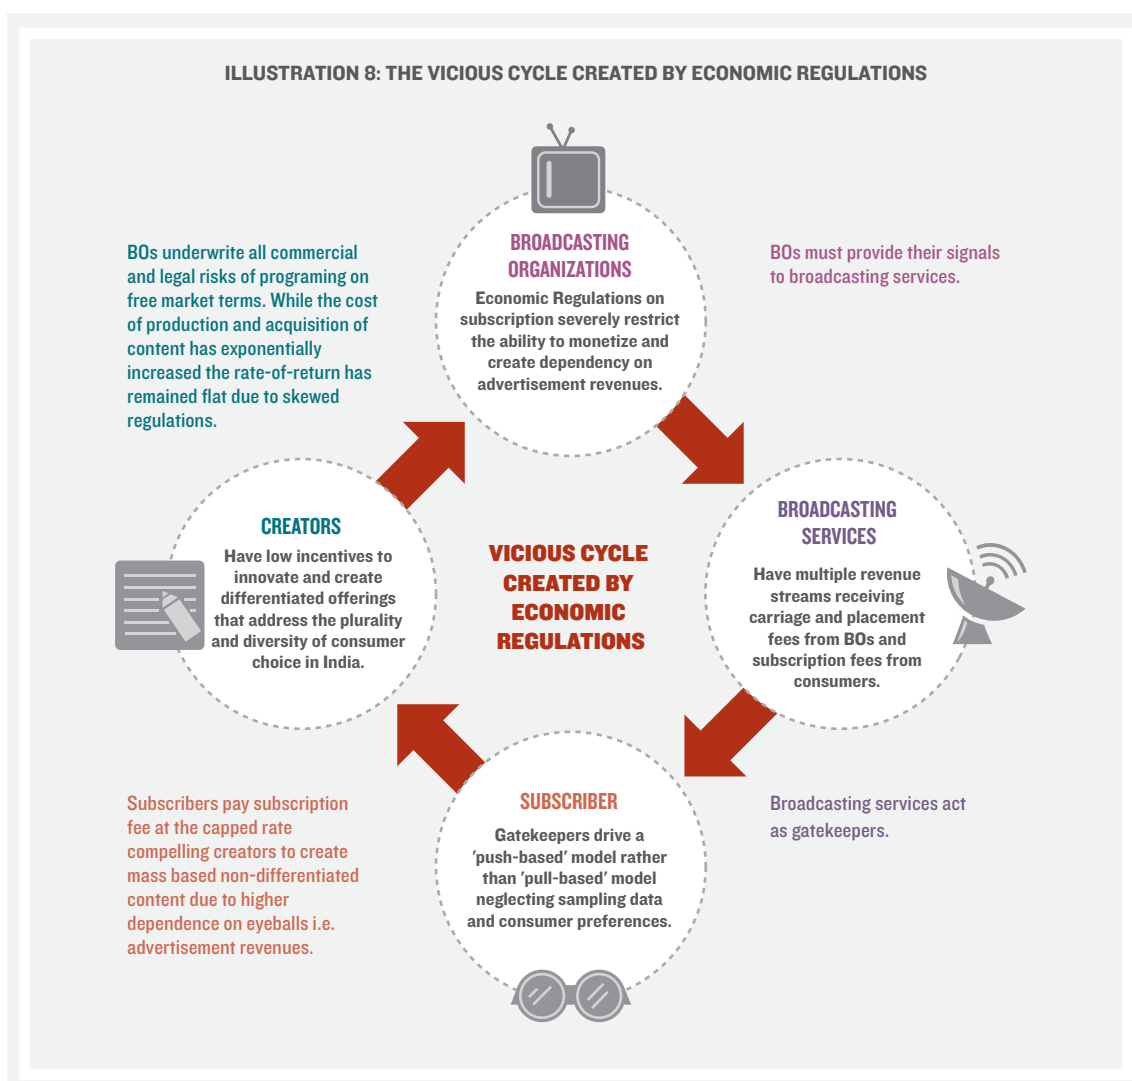 ILLUSTRATION 8: THE VICIOUS CYCLE CREATED BY ECONOMIC REGULATIONS
BROADCASTING
ORGANIZATIONS
Economic Regulations on
subscription severely restrict
the ability to monetize and
create dependency on
advertisement revenues.
BOs must provide their signals
to broadcasting services.
BROADCASTING
SERVICES
Have multiple revenue
streams receiving
carriage and placement
fees from BOs and
subscription fees from
consumers.
Broadcasting services act
as gatekeepers.
SUBSCRIBER
Gatekeepers drive a
'push-based' model rather
than 'pull-based' model
neglecting sampling data
and consumer preferences.
Subscribers pay subscription
fee at the capped rate
compelling creators to create
mass based non-differentiated
content due to higher
dependence on eyeballs i.e.
advertisement revenues.
CREATORS
Have low incentives to
innovate and create
differentiated offerings
that address the plurality
and diversity of consumer
choice in India.
BOs underwrite all commercial
and legal risks of programing on
free market terms. While the cost
of production and acquisition of
content has exponentially
increased the rate-of-return has
remained flat due to skewed
regulations.
VICIOUS CYCLE
CREATED BY
ECONOMIC
REGULATIONS